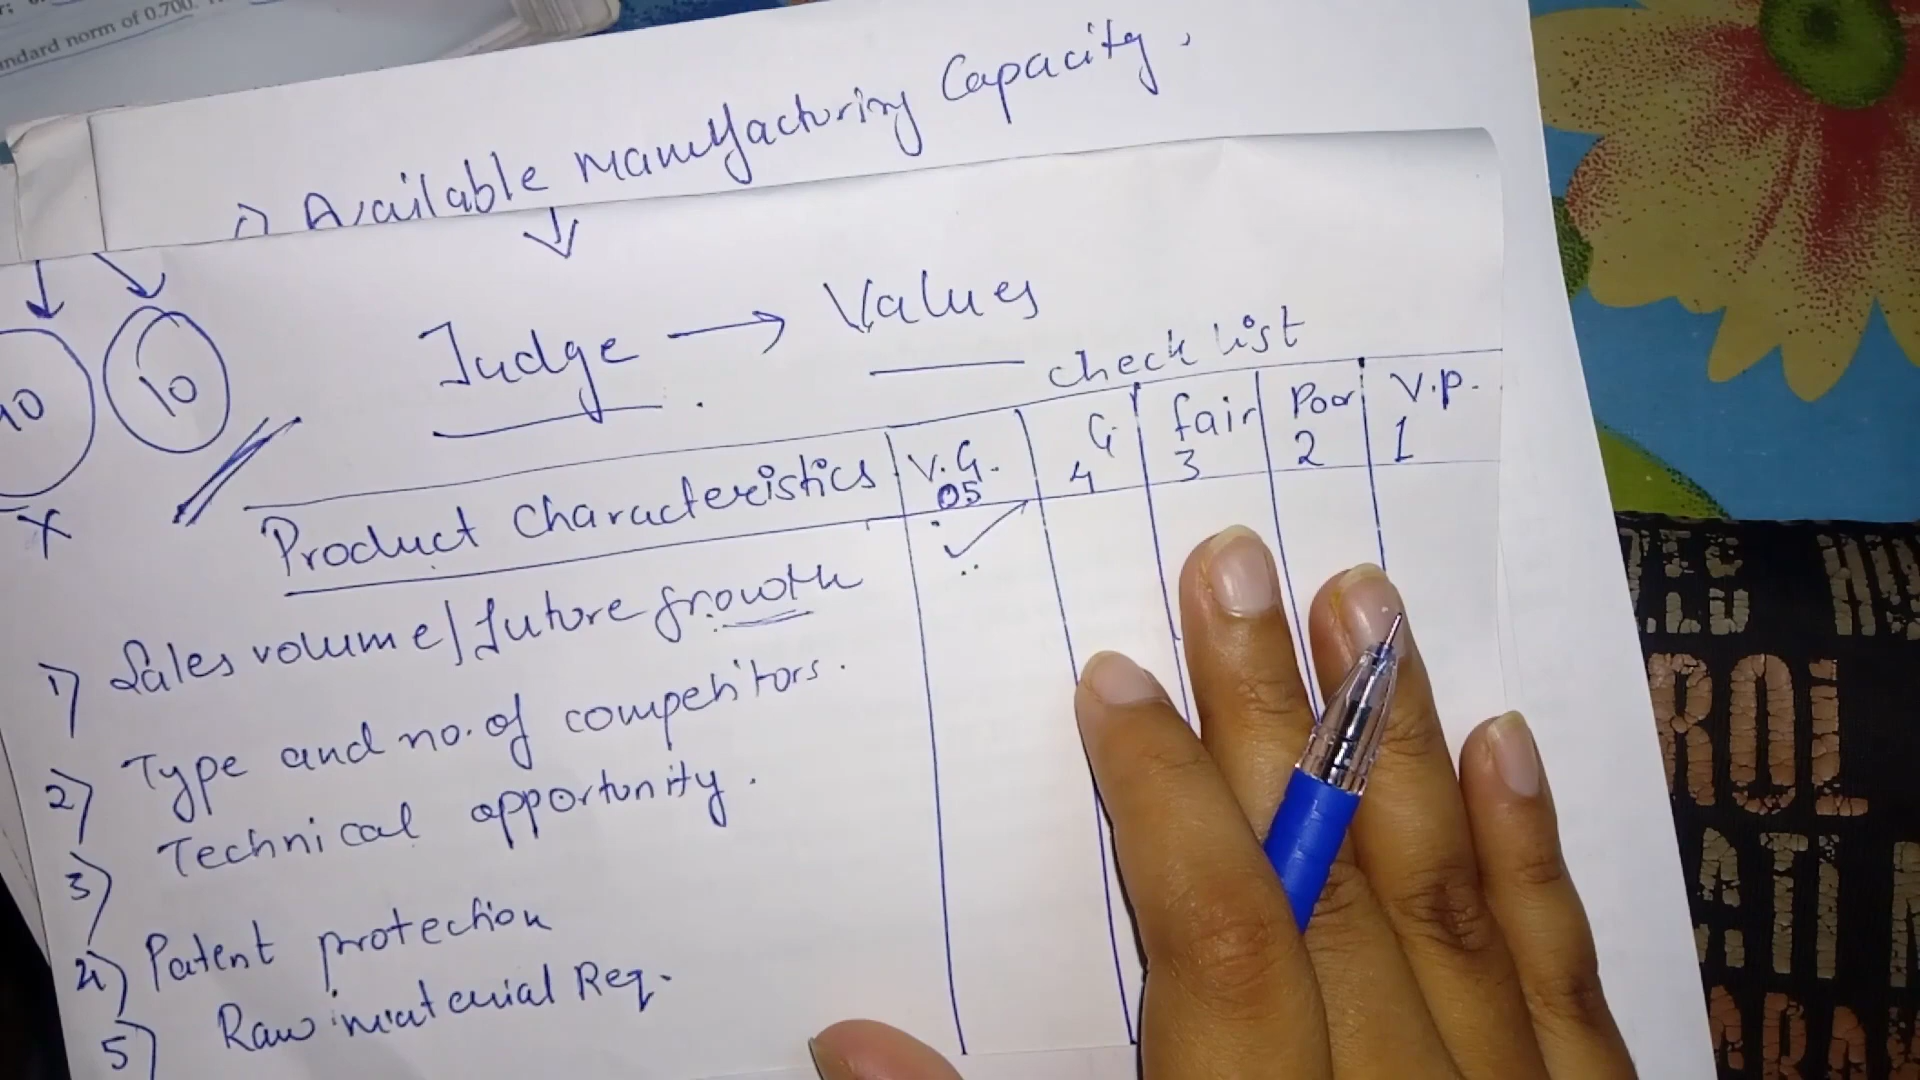 standard norm of 0.700.
1) Available Manufacturing Capacity.
Judge → Values
check list
10
Product characteristics V.G. 05 G 4 fair 3 Poor 2 V.P. 1
X
1) Sales volume/future growth ✓
2) Type and no. of competitors.
3) Technical opportunity.
4) Patent protection
5) Raw material Req.